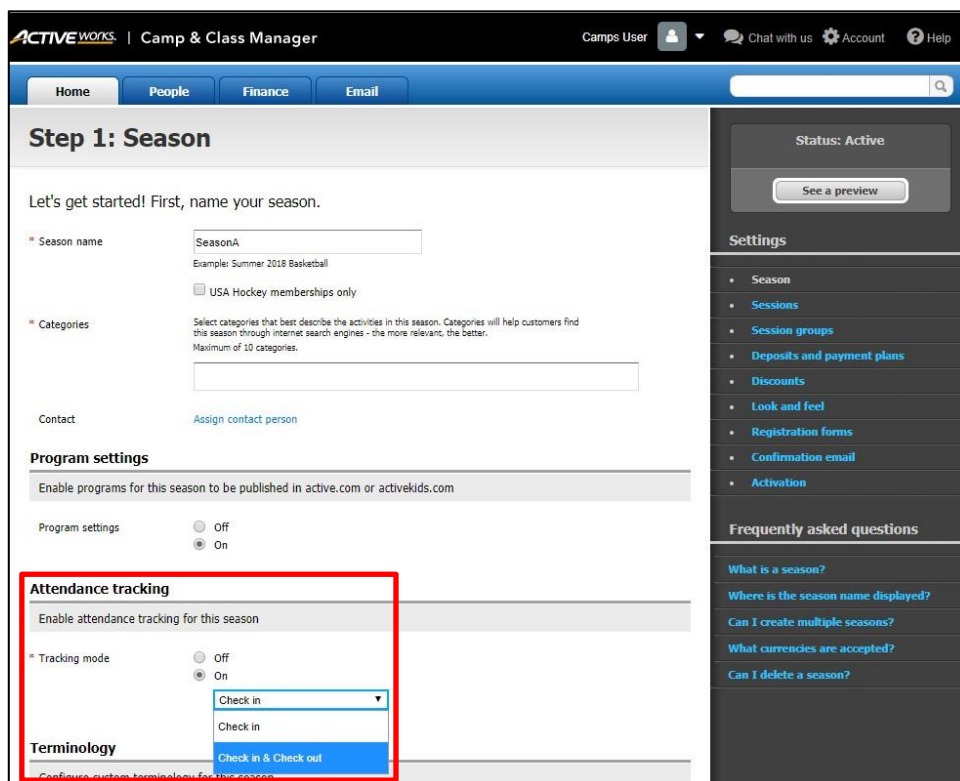 ACTIVE WORKS. | Camp & Class Manager
Camps User
Chat with us
Account
Help
Home
People
Finance
Email
Step 1: Season
Let's get started! First, name your season.
* Season name
SeasonA
Example: Summer 2018 Basketball
USA Hockey memberships only
* Categories
Select categories that best describe the activities in this season. Categories will help customers find
this season through internet search engines - the more relevant, the better.
Maximum of 10 categories.
Contact
Assign contact person
Program settings
Enable programs for this season to be published in active.com or activekids.com
Program settings
Off
On
Attendance tracking
Enable attendance tracking for this season
* Tracking mode
Off
On
Check in
Check in
Check in & Check out
Terminology
Configure custom terminology for this season
Status: Active
See a preview
Settings
• Season
• Sessions
• Session groups
• Deposits and payment plans
• Discounts
• Look and feel
• Registration forms
• Confirmation email
• Activation
Frequently asked questions
What is a season?
Where is the season name displayed?
Can I create multiple seasons?
What currencies are accepted?
Can I delete a season?